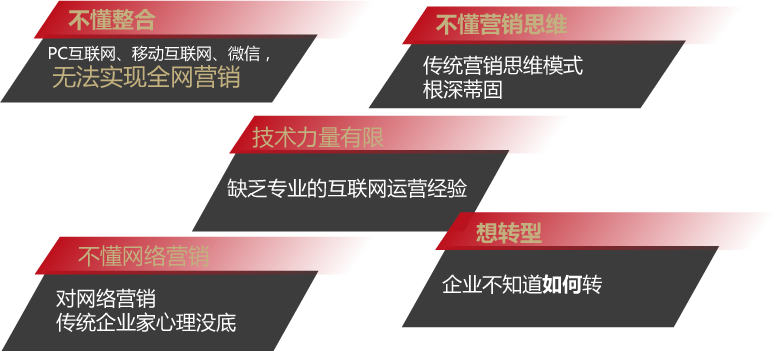 不懂整合
PC互联网、移动互联网、微信，
无法实现全网营销
不懂营销思维
传统营销思维模式
根深蒂固
技术力量有限
缺乏专业的互联网运营经验
不懂网络营销
对网络营销
传统企业家心理没底
想转型
企业不知道如何转